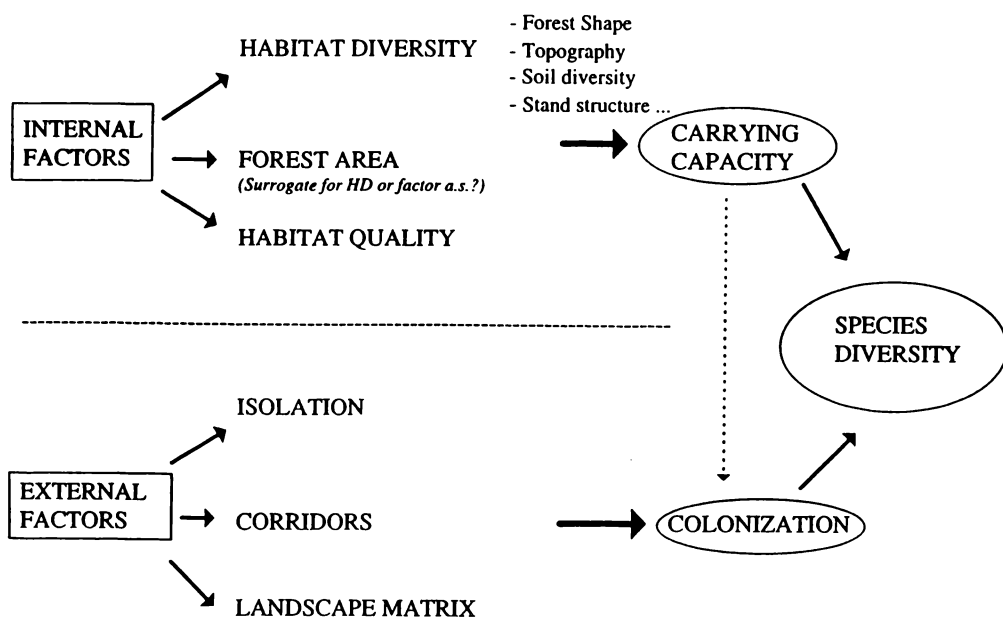 HABITAT DIVERSITY
- Forest Shape
- Topography
- Soil diversity
- Stand structure ...
INTERNAL
FACTORS
FOREST AREA
(Surrogate for HD or factor a.s.?)
HABITAT QUALITY
CARRYING
CAPACITY
SPECIES
DIVERSITY
ISOLATION
EXTERNAL
FACTORS
CORRIDORS
LANDSCAPE MATRIX
COLONIZATION